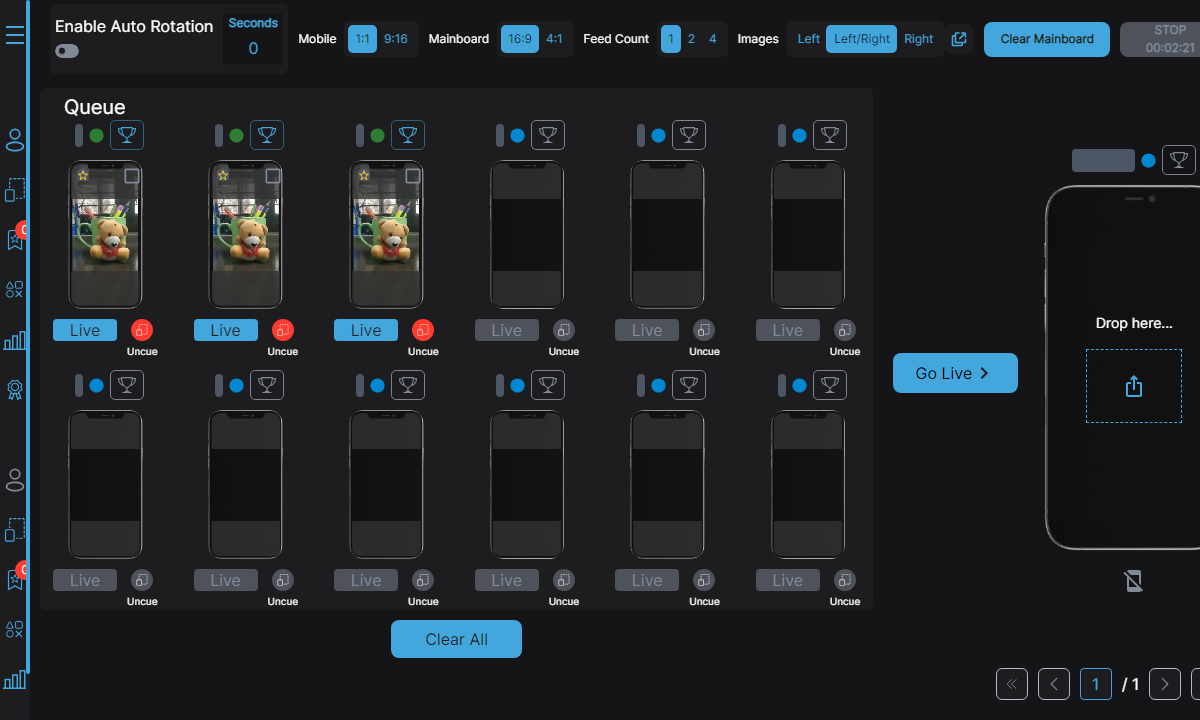 Enable Auto Rotation
Seconds
0
Mobile 1:1 9:16 Mainboard 16:9 4:1 Feed Count 1 2 4 Images Left Left/Right Right Clear Mainboard
STOP
00:02:21
Queue
Live Live Live Live Live Live
Uncue Uncue Uncue Uncue Uncue Uncue
Go Live
Drop here...
Live Live Live Live Live Live
Uncue Uncue Uncue Uncue Uncue Uncue
Clear All
1 / 1